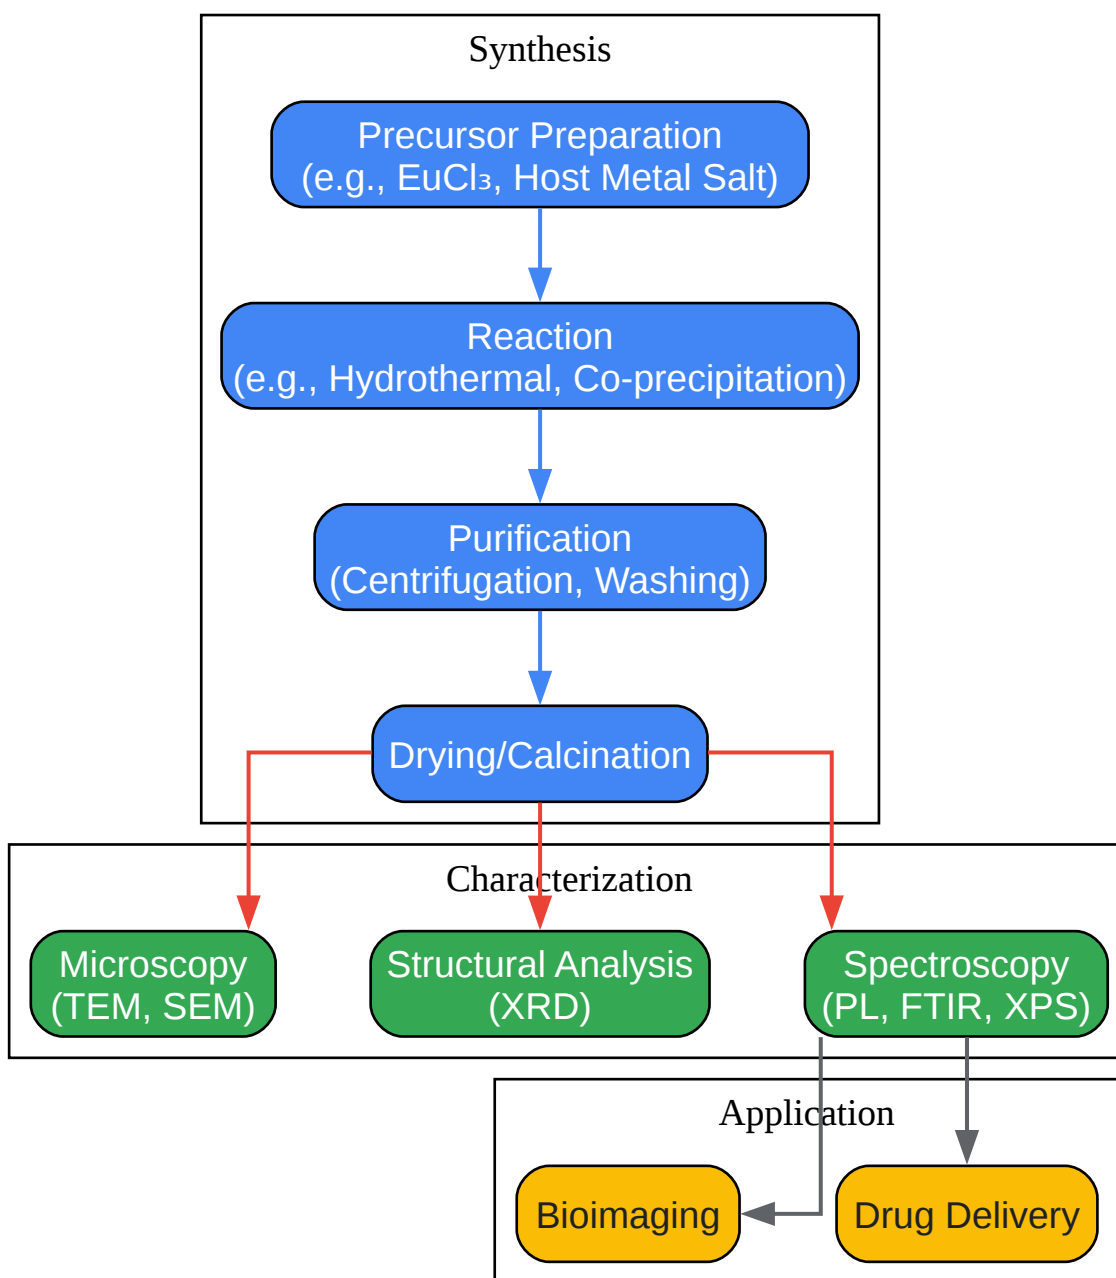 Synthesis
Precursor Preparation
(e.g., EuCl₃, Host Metal Salt)
Reaction
(e.g., Hydrothermal, Co-precipitation)
Purification
(Centrifugation, Washing)
Drying/Calcination
Characterization
Microscopy
(TEM, SEM)
Structural Analysis
(XRD)
Spectroscopy
(PL, FTIR, XPS)
Application
Bioimaging
Drug Delivery